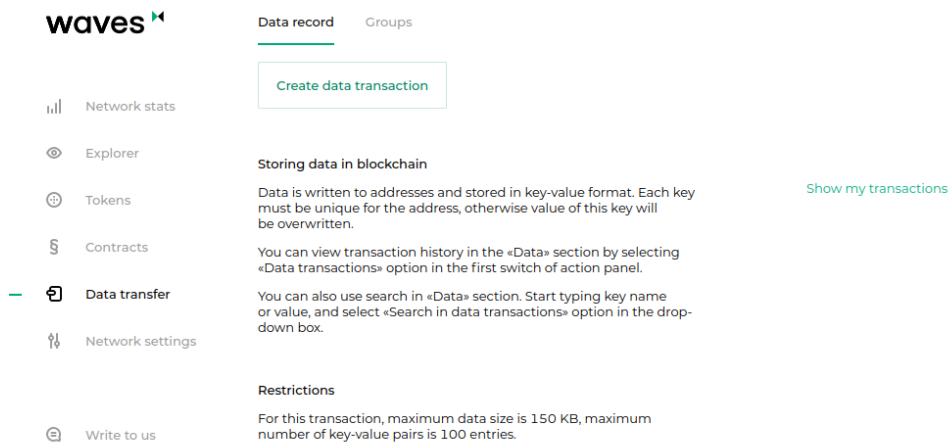 waves
Data record
Groups
Create data transaction
Network stats
Explorer
Tokens
Contracts
Data transfer
Network settings
Write to us
Storing data in blockchain
Data is written to addresses and stored in key-value format. Each key
must be unique for the address, otherwise value of this key will
be overwritten.
You can view transaction history in the «Data» section by selecting
«Data transactions» option in the first switch of action panel.
You can also use search in «Data» section. Start typing key name
or value, and select «Search in data transactions» option in the drop-
down box.
Show my transactions
Restrictions
For this transaction, maximum data size is 150 KB, maximum
number of key-value pairs is 100 entries.